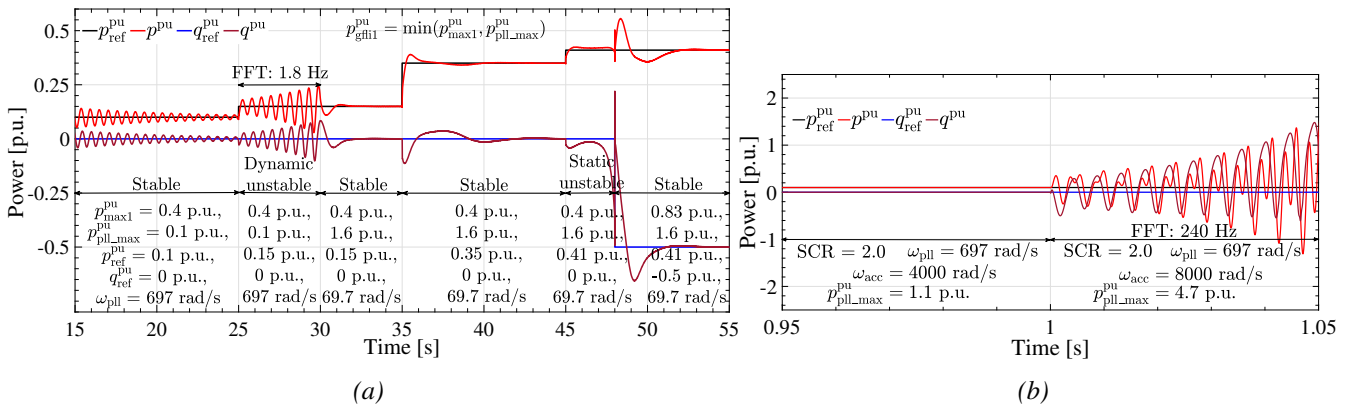 p_ref^pu p^pu q_ref^pu q^pu
p_gfli1^pu = min(p_max1^pu, p_pll_max^pu)
FFT: 1.8 Hz
Power [p.u.]
0.5
0.25
0
-0.25
-0.5
Dynamic
unstable
Static
unstable
Stable
Stable
Stable
Stable
p_max1^pu = 0.4 p.u., 0.4 p.u., 0.4 p.u., 0.4 p.u., 0.4 p.u., 0.83 p.u.,
p_pll_max^pu = 0.1 p.u., 0.1 p.u., 1.6 p.u., 1.6 p.u., 1.6 p.u., 1.6 p.u.,
p_ref^pu = 0.1 p.u., 0.15 p.u., 0.15 p.u., 0.35 p.u., 0.41 p.u., 0.41 p.u.,
q_ref^pu = 0 p.u., 0 p.u., 0 p.u., 0 p.u., 0 p.u., -0.5 p.u.,
ω_pll = 697 rad/s 697 rad/s 69.7 rad/s 69.7 rad/s 69.7 rad/s 69.7 rad/s
15 20 25 30 35 40 45 50 55
Time [s]
(a)
p_ref^pu p^pu q_ref^pu q^pu
Power [p.u.]
2
1
0
-1
-2
FFT: 240 Hz
SCR = 2.0 ω_pll = 697 rad/s SCR = 2.0 ω_pll = 697 rad/s
ω_acc = 4000 rad/s ω_acc = 8000 rad/s
p_pll_max^pu = 1.1 p.u. p_pll_max^pu = 4.7 p.u.
0.95 1 1.05
Time [s]
(b)